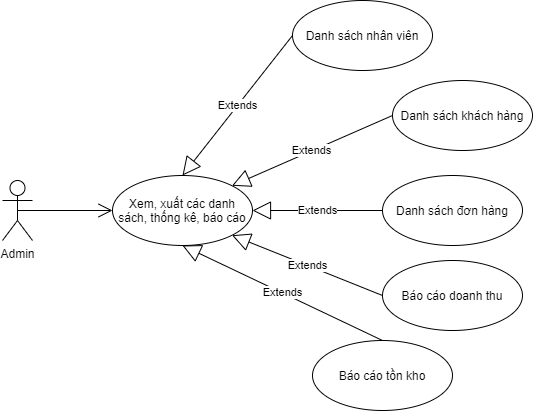 Danh sách nhân viên
Extends
Danh sách khách hàng
Extends
Xem, xuất các danh
sách, thống kê, báo cáo
Extends
Danh sách đơn hàng
Admin
Extends
Báo cáo doanh thu
Extends
Báo cáo tồn kho